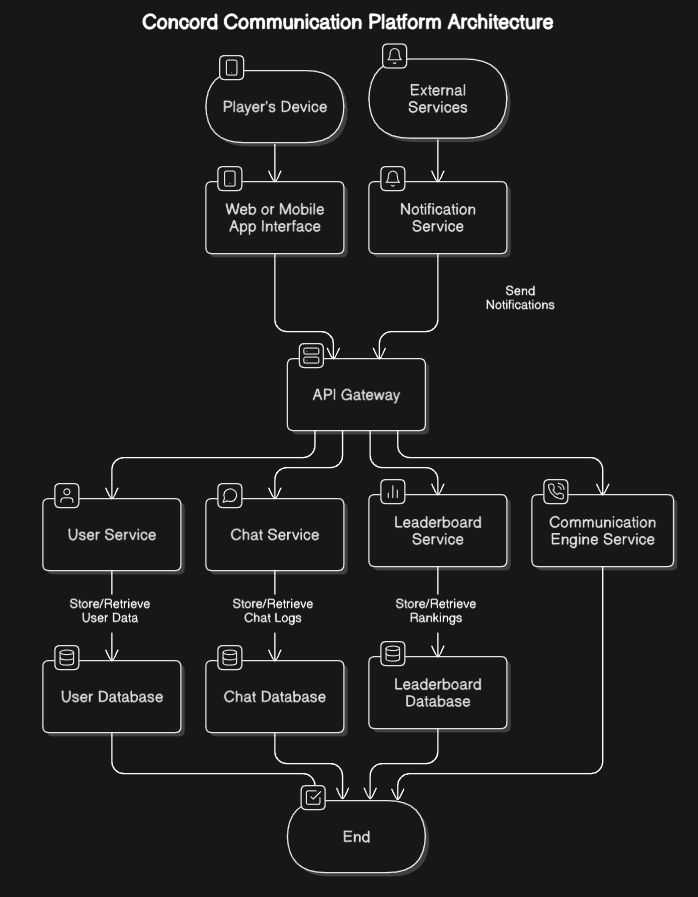 Concord Communication Platform Architecture
Player's Device
External
Services
Web or Mobile
App Interface
Notification
Service
Send
Notifications
API Gateway
User Service
Chat Service
Leaderboard
Service
Communication
Engine Service
Store/Retrieve
User Data
Store/Retrieve
Chat Logs
Store/Retrieve
Rankings
User Database
Chat Database
Leaderboard
Database
End